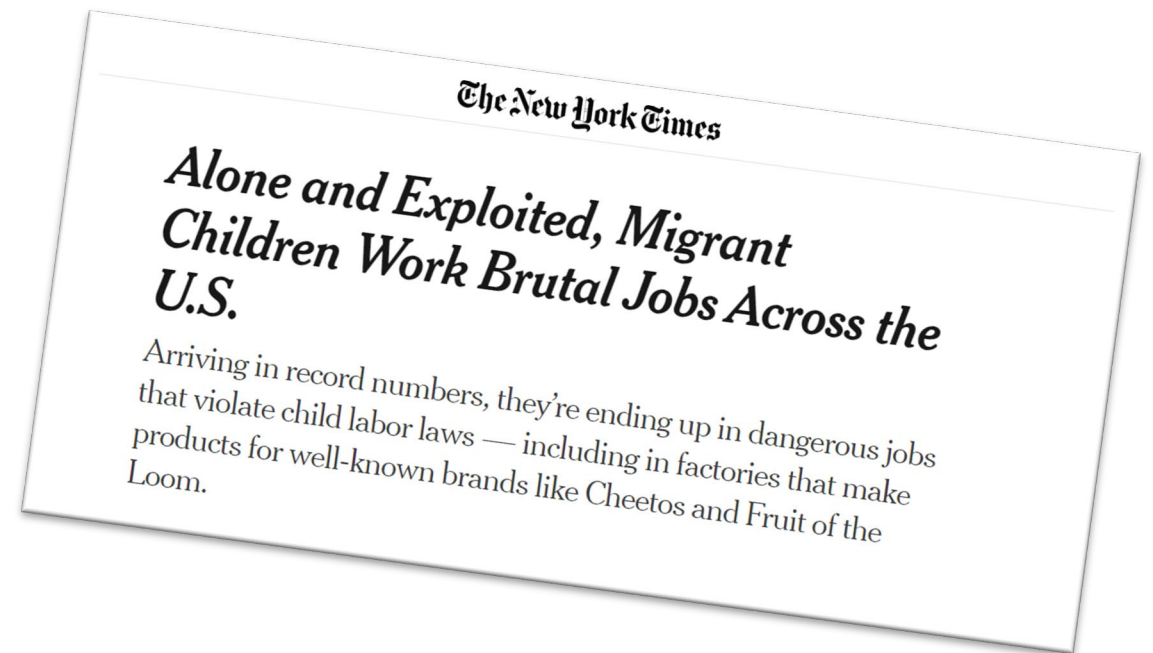 The New York Times
Alone and Exploited, Migrant
Children Work Brutal Jobs Across the
U.S.
Arriving in record numbers, they’re ending up in dangerous jobs
that violate child labor laws — including in factories that make
products for well-known brands like Cheetos and Fruit of the
Loom.